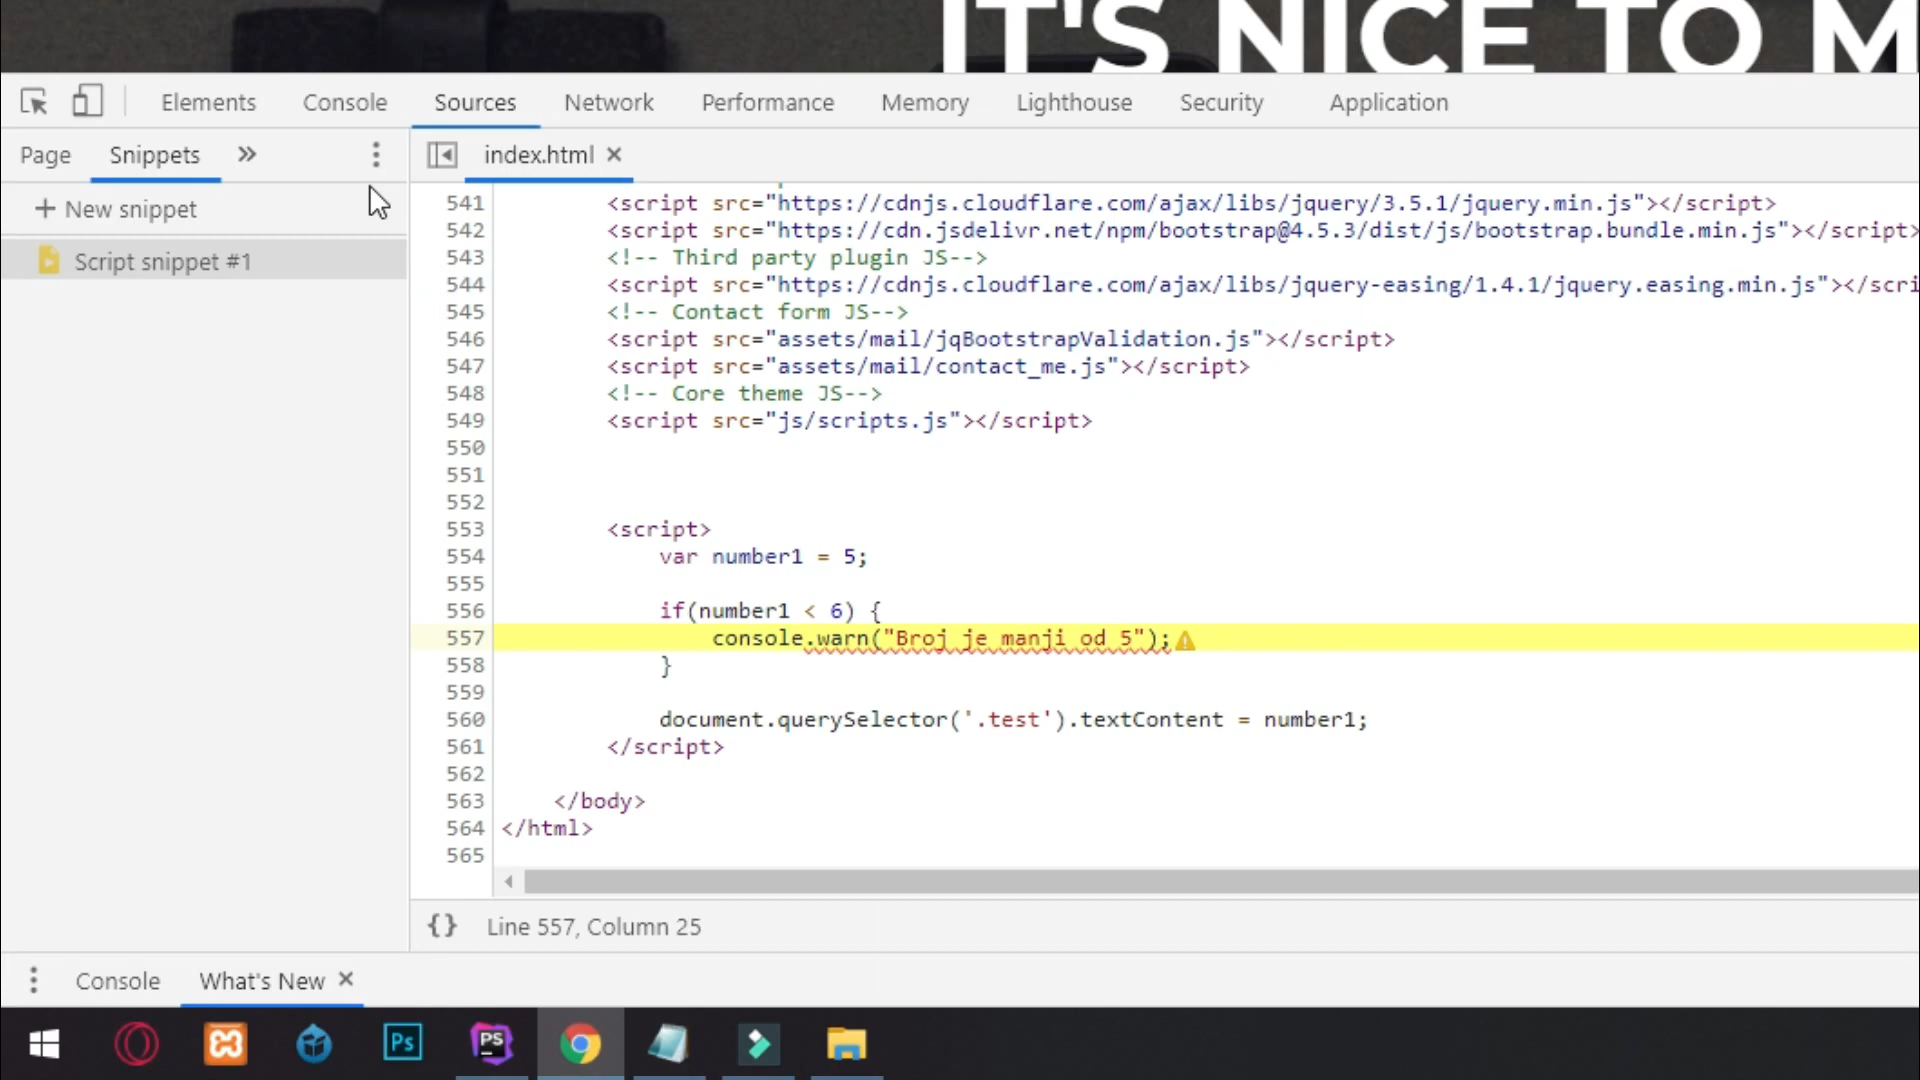 IT'S NICE TO M
Elements Console Sources Network Performance Memory Lighthouse Security Application
Page Snippets » index.html ×
+ New snippet
Script snippet #1
541 <script src="https://cdnjs.cloudflare.com/ajax/libs/jquery/3.5.1/jquery.min.js"></script>
542 <script src="https://cdn.jsdelivr.net/npm/bootstrap@4.5.3/dist/js/bootstrap.bundle.min.js"></script>
543 <!-- Third party plugin JS-->
544 <script src="https://cdnjs.cloudflare.com/ajax/libs/jquery-easing/1.4.1/jquery.easing.min.js"></scri
545 <!-- Contact form JS-->
546 <script src="assets/mail/jqBootstrapValidation.js"></script>
547 <script src="assets/mail/contact_me.js"></script>
548 <!-- Core theme JS-->
549 <script src="js/scripts.js"></script>
550
551
552
553 <script>
554 var number1 = 5;
555
556 if(number1 < 6) {
557 console.warn("Broj je manji od 5");
558 }
559
560 document.querySelector('.test').textContent = number1;
561 </script>
562
563 </body>
564 </html>
565
{} Line 557, Column 25
Console What's New ×
Ps PS